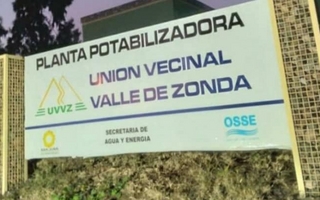 PLANTA POTABILIZADORA
UNION VECINAL
VALLE DE ZONDA
UVVZ
SECRETARIA DE
AGUA Y ENERGIA
OSSE